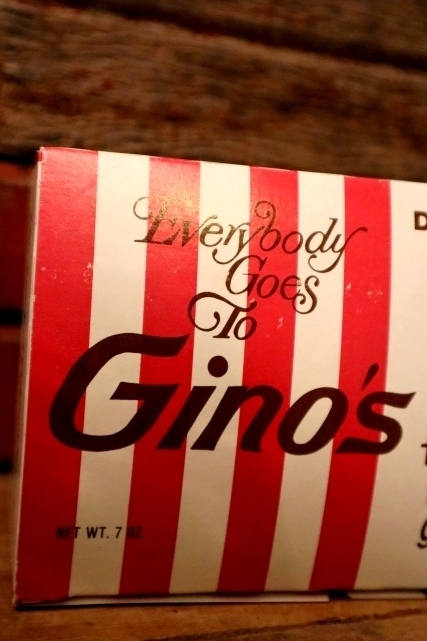 Everybody
Goes
To
Gino's
NET WT. 7 OZ